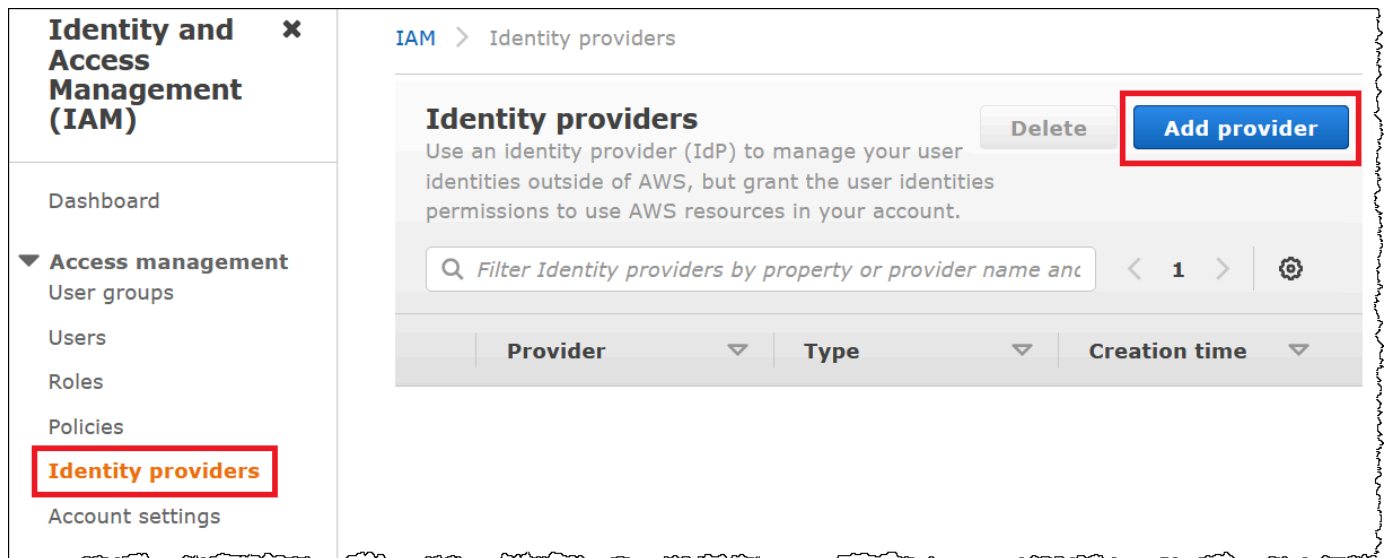 Identity and
Access
Management
(IAM)
Dashboard
Access management
User groups
Users
Roles
Policies
Identity providers
Account settings
IAM > Identity providers
Identity providers
Delete
Add provider
Use an identity provider (IdP) to manage your user
identities outside of AWS, but grant the user identities
permissions to use AWS resources in your account.
Filter Identity providers by property or provider name and
< 1 >
Provider Type Creation time